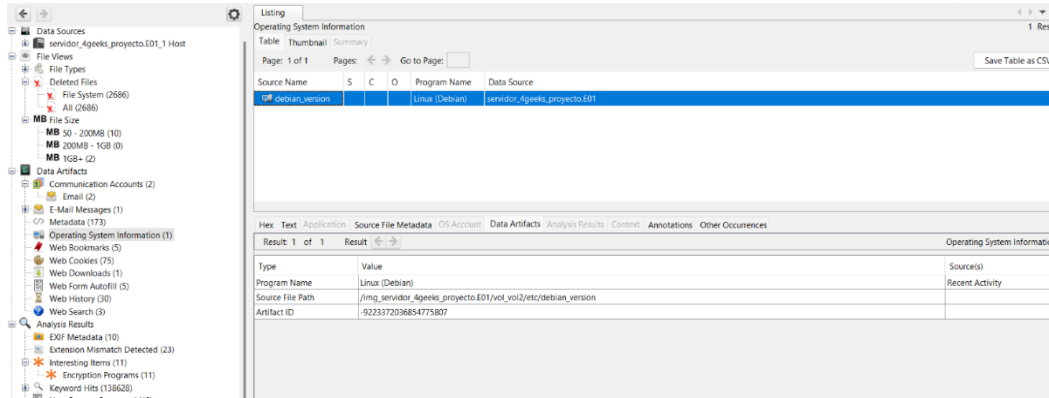 Data Sources
servidor_4geeks_proyecto.E01_1 Host
File Views
File Types
Deleted Files
File System (2686)
All (2686)
MB File Size
MB 50 - 200MB (10)
MB 200MB - 1GB (0)
MB 1GB+ (2)
Data Artifacts
Communication Accounts (2)
Email (2)
E-Mail Messages (1)
Metadata (173)
Operating System Information (1)
Web Bookmarks (5)
Web Cookies (75)
Web Downloads (1)
Web Form Autofill (5)
Web History (30)
Web Search (3)
Analysis Results
EXIF Metadata (10)
Extension Mismatch Detected (23)
Interesting Items (11)
Encryption Programs (11)
Keyword Hits (138628)
Listing
Operating System Information
1 Res
Table Thumbnail Summary
Page: 1 of 1 Pages: Go to Page:
Save Table as CSV
Source Name S C O Program Name Data Source
debian_version Linux (Debian) servidor_4geeks_proyecto.E01
Hex Text Application Source File Metadata OS Account Data Artifacts Analysis Results Context Annotations Other Occurrences
Result: 1 of 1 Result
Operating System Informatio
Type Value Source(s)
Program Name Linux (Debian) Recent Activity
Source File Path /img_servidor_4geeks_proyecto.E01/vol_vol2/etc/debian_version
Artifact ID -9223372036854775807